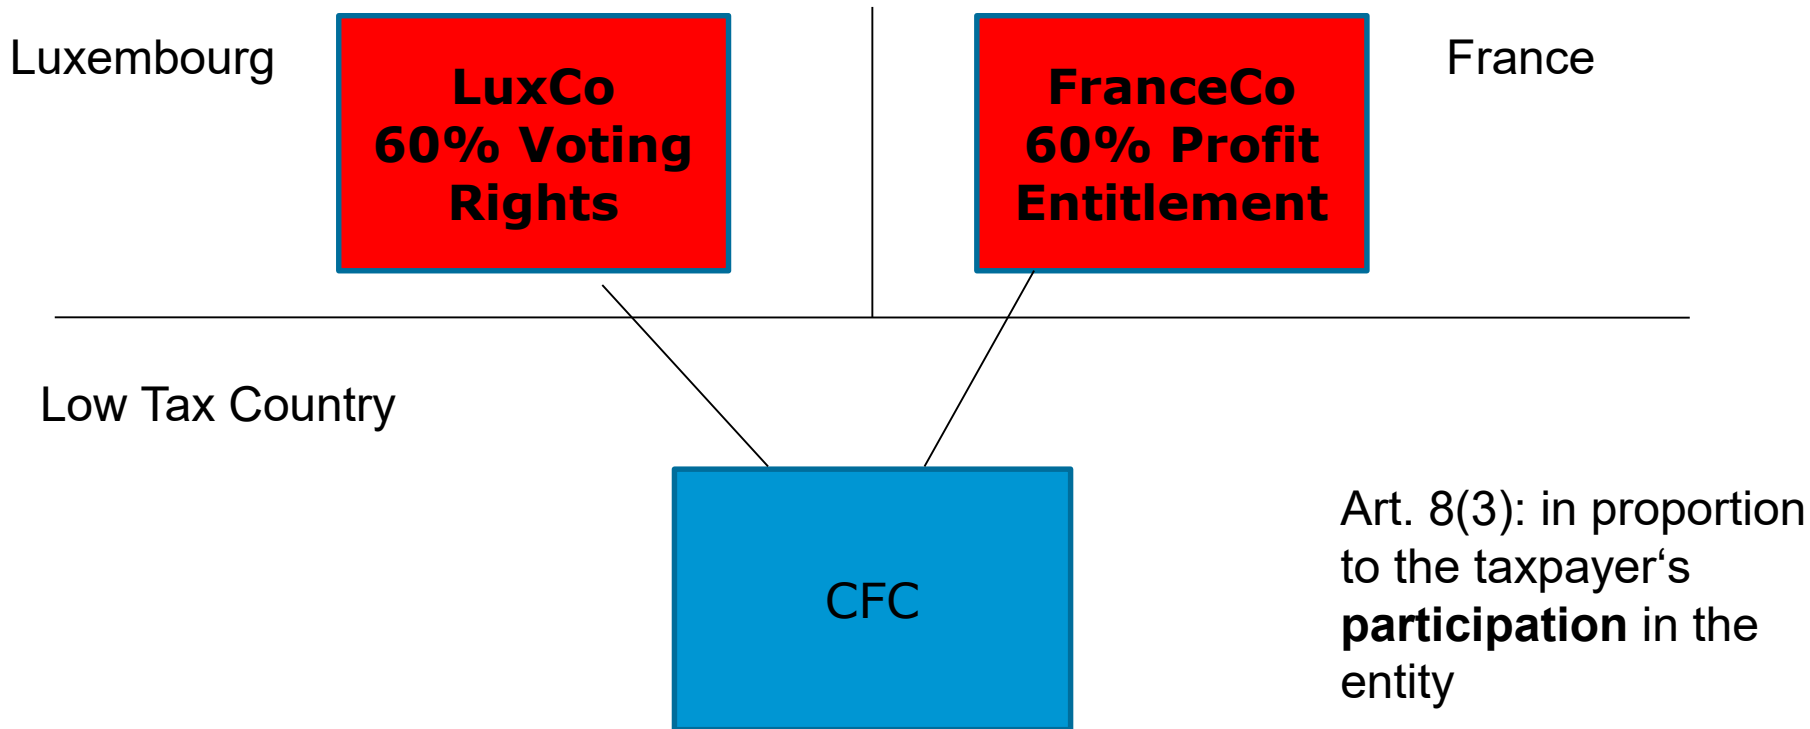 Luxembourg
LuxCo
60% Voting
Rights
FranceCo
60% Profit
Entitlement
France
Low Tax Country
CFC
Art. 8(3): in proportion
to the taxpayer‘s
participation in the
entity